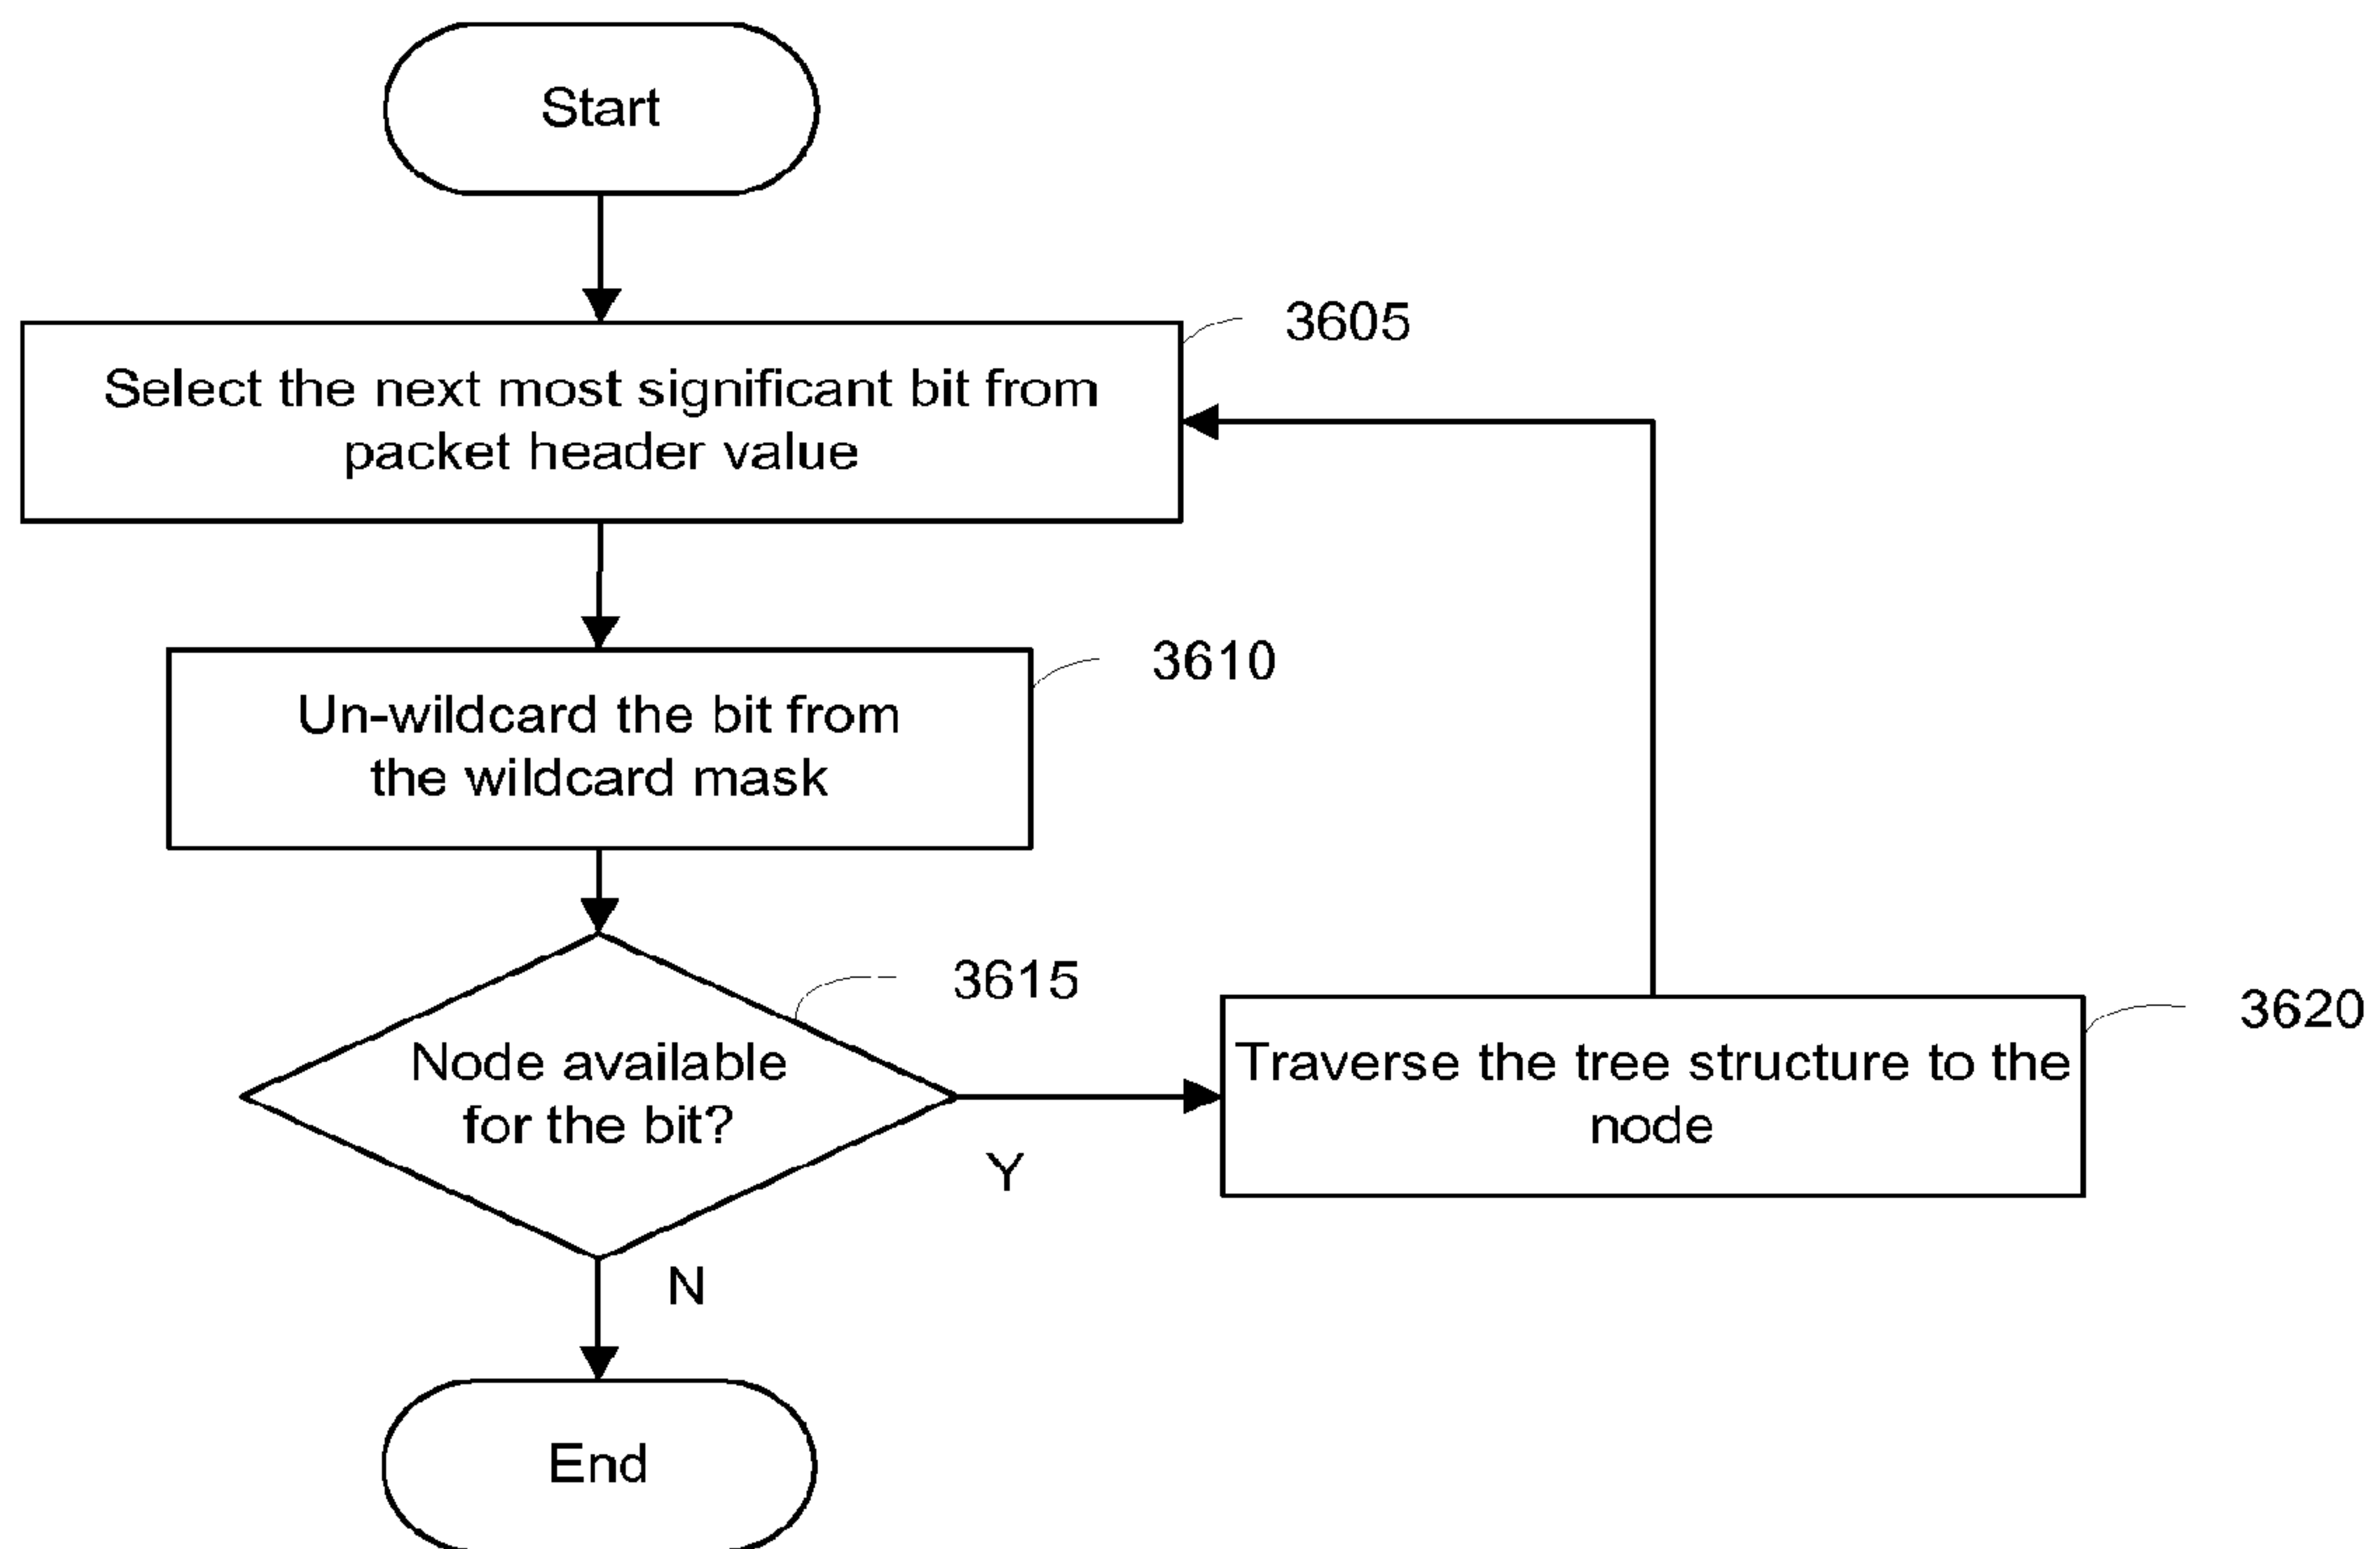 Start
3605
Select the next most significant bit from
packet header value
3610
Un-wildcard the bit from
the wildcard mask
3615
Node available
for the bit?
3620
Traverse the tree structure to the
node
Y
N
End